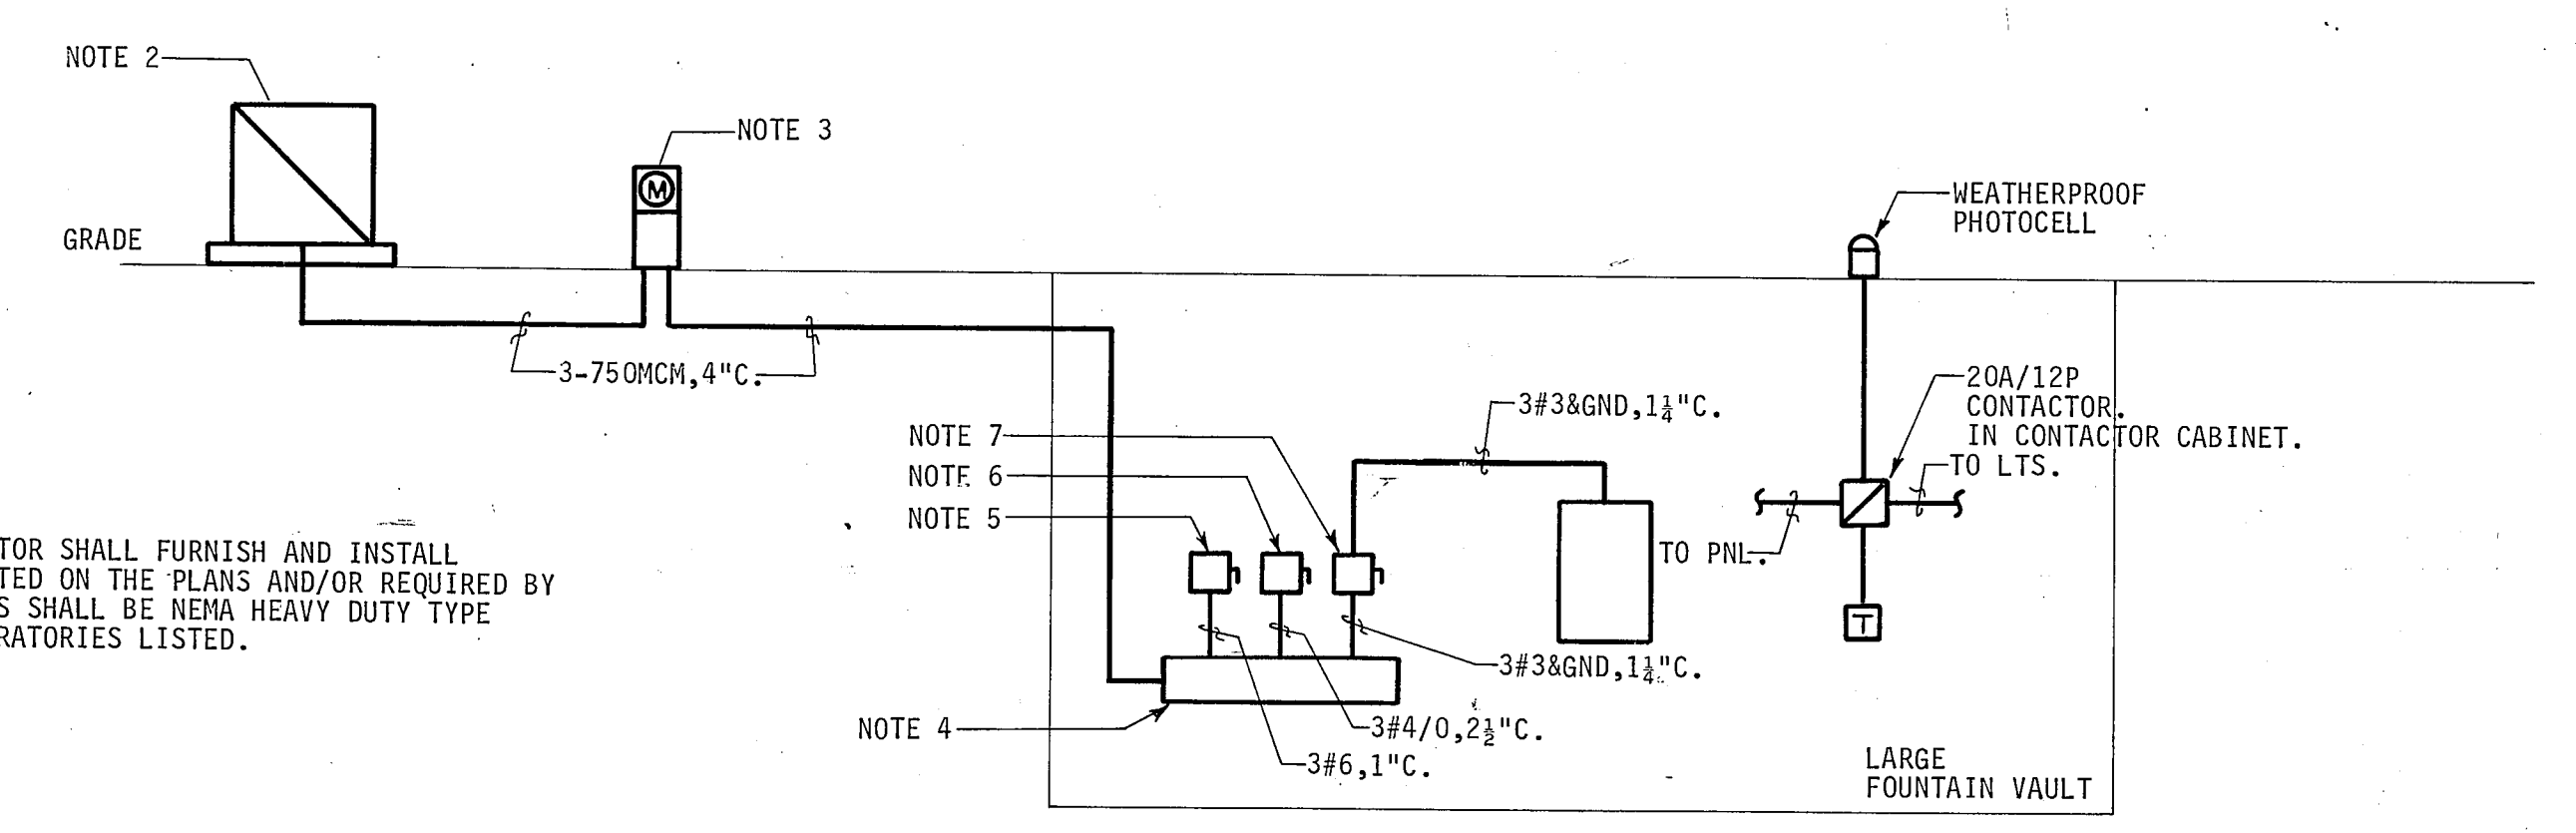 NOTE 2
NOTE 3
M
GRADE
WEATHERPROOF
PHOTOCELL
3-750MCM,4"C.
20A/12P
CONTACTOR.
IN CONTACTOR CABINET.
TO LTS.
3#3&GND,1¼"C.
NOTE 7
NOTE 6
NOTE 5
TO PNL.
TOR SHALL FURNISH AND INSTALL
TED ON THE PLANS AND/OR REQUIRED BY
S SHALL BE NEMA HEAVY DUTY TYPE
RATORIES LISTED.
T
3#3&GND,1¼"C.
NOTE 4
3#4/0,2½"C.
3#6,1"C.
LARGE
FOUNTAIN VAULT